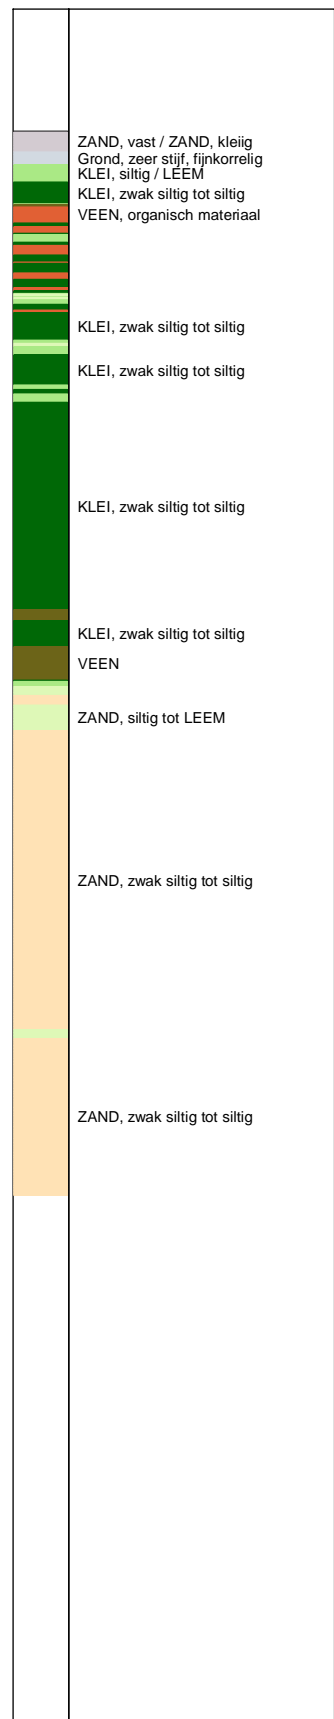 ZAND, vast / ZAND, kleiig
Grond, zeer stijf, fijnkorrelig
KLEI, siltig / LEEM
KLEI, zwak siltig tot siltig
VEEN, organisch materiaal
KLEI, zwak siltig tot siltig
KLEI, zwak siltig tot siltig
KLEI, zwak siltig tot siltig
KLEI, zwak siltig tot siltig
VEEN
ZAND, siltig tot LEEM
ZAND, zwak siltig tot siltig
ZAND, zwak siltig tot siltig